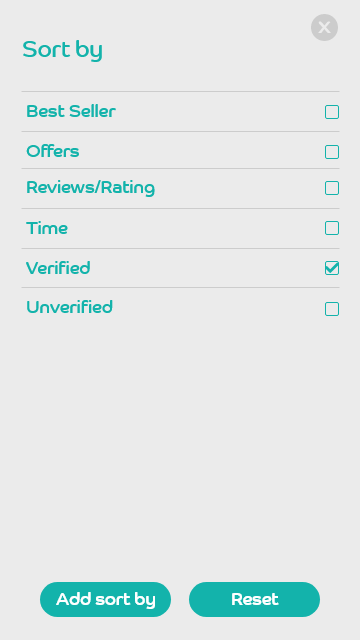 Sort by
Best Seller
Offers
Reviews/Rating
Time
Verified
Unverified
Add sort by
Reset